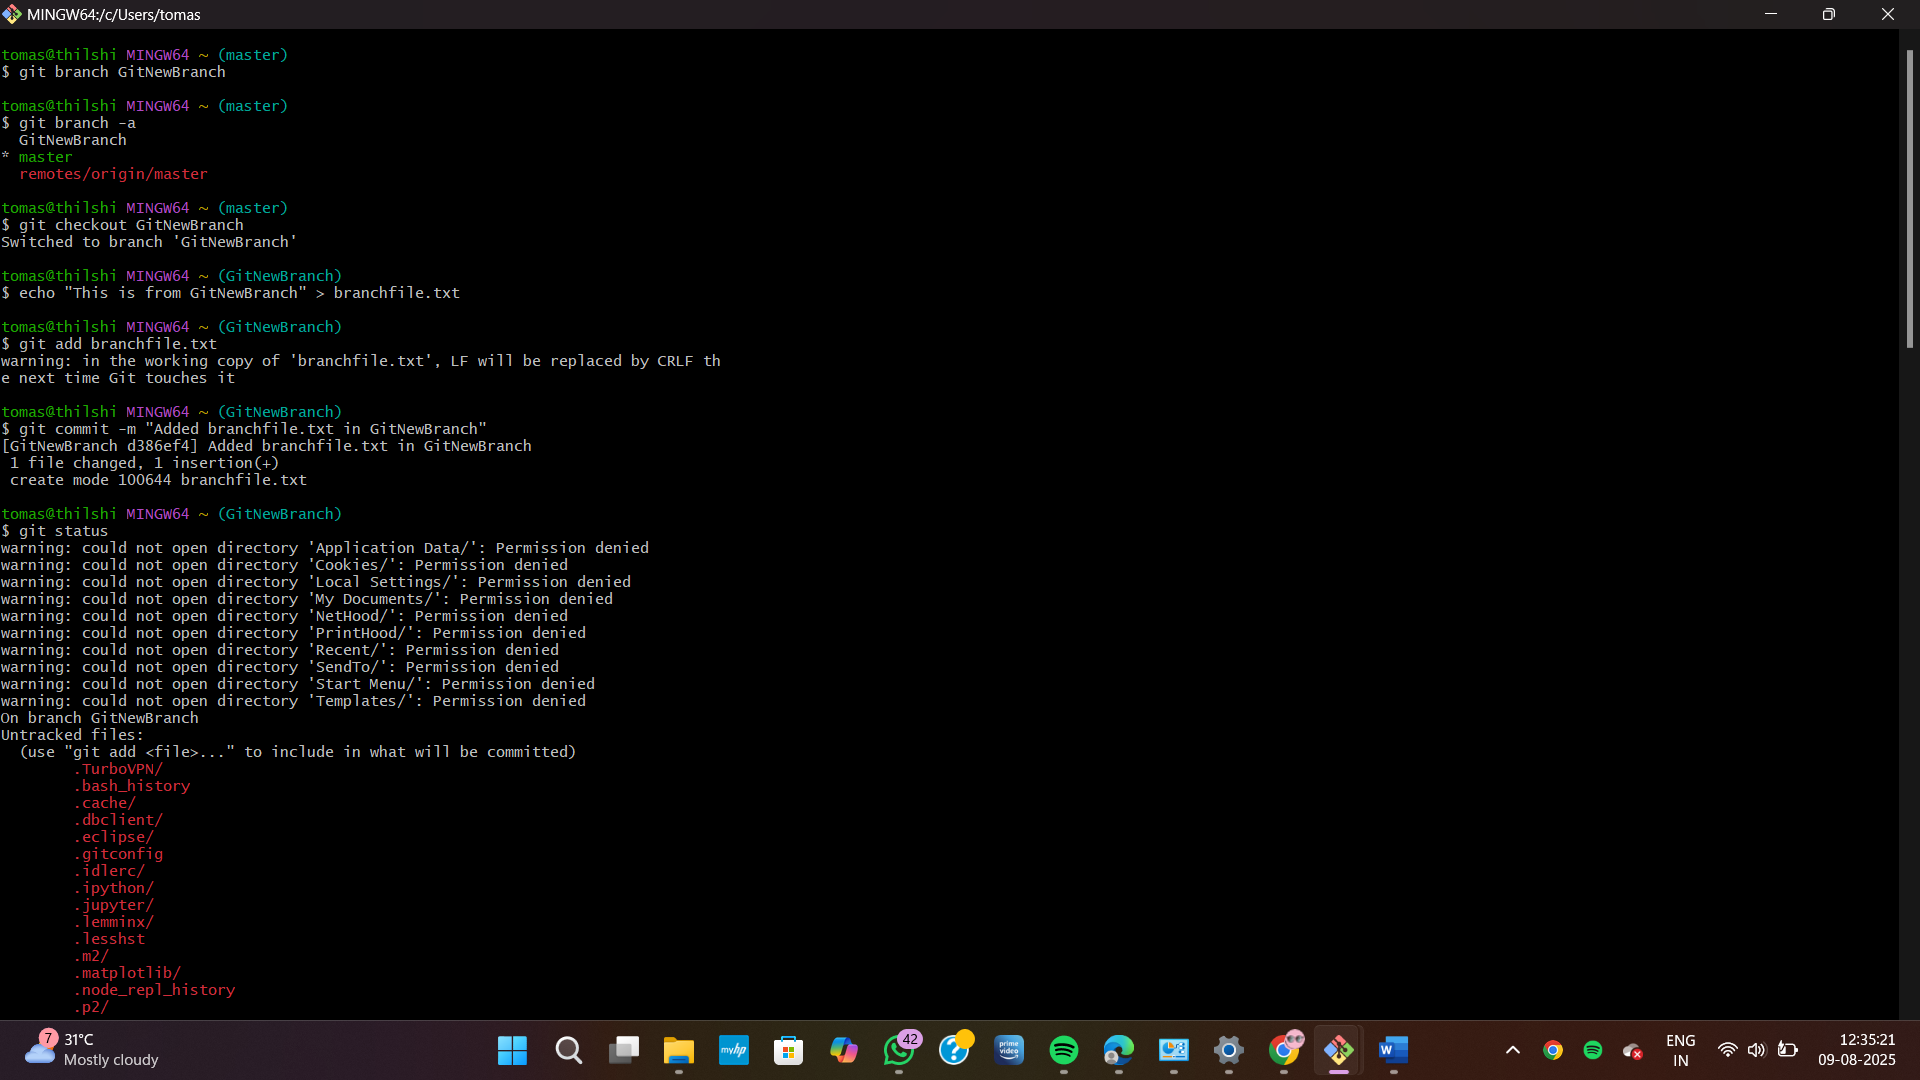 MINGW64:/c/Users/tomas
tomas@thilshi MINGW64 ~ (master)
$ git branch GitNewBranch
tomas@thilshi MINGW64 ~ (master)
$ git branch -a
  GitNewBranch
* master
  remotes/origin/master
tomas@thilshi MINGW64 ~ (master)
$ git checkout GitNewBranch
Switched to branch 'GitNewBranch'
tomas@thilshi MINGW64 ~ (GitNewBranch)
$ echo "This is from GitNewBranch" > branchfile.txt
tomas@thilshi MINGW64 ~ (GitNewBranch)
$ git add branchfile.txt
warning: in the working copy of 'branchfile.txt', LF will be replaced by CRLF th
e next time Git touches it
tomas@thilshi MINGW64 ~ (GitNewBranch)
$ git commit -m "Added branchfile.txt in GitNewBranch"
[GitNewBranch d386ef4] Added branchfile.txt in GitNewBranch
 1 file changed, 1 insertion(+)
 create mode 100644 branchfile.txt
tomas@thilshi MINGW64 ~ (GitNewBranch)
$ git status
warning: could not open directory 'Application Data/': Permission denied
warning: could not open directory 'Cookies/': Permission denied
warning: could not open directory 'Local Settings/': Permission denied
warning: could not open directory 'My Documents/': Permission denied
warning: could not open directory 'NetHood/': Permission denied
warning: could not open directory 'PrintHood/': Permission denied
warning: could not open directory 'Recent/': Permission denied
warning: could not open directory 'SendTo/': Permission denied
warning: could not open directory 'Start Menu/': Permission denied
warning: could not open directory 'Templates/': Permission denied
On branch GitNewBranch
Untracked files:
  (use "git add <file>..." to include in what will be committed)
        .TurboVPN/
        .bash_history
        .cache/
        .dbclient/
        .eclipse/
        .gitconfig
        .idlerc/
        .ipython/
        .jupyter/
        .lemminx/
        .lesshst
        .m2/
        .matplotlib/
        .node_repl_history
        .p2/
7
31°C
Mostly cloudy
myhp
42
prime video
W
ENG
IN
12:35:21
09-08-2025